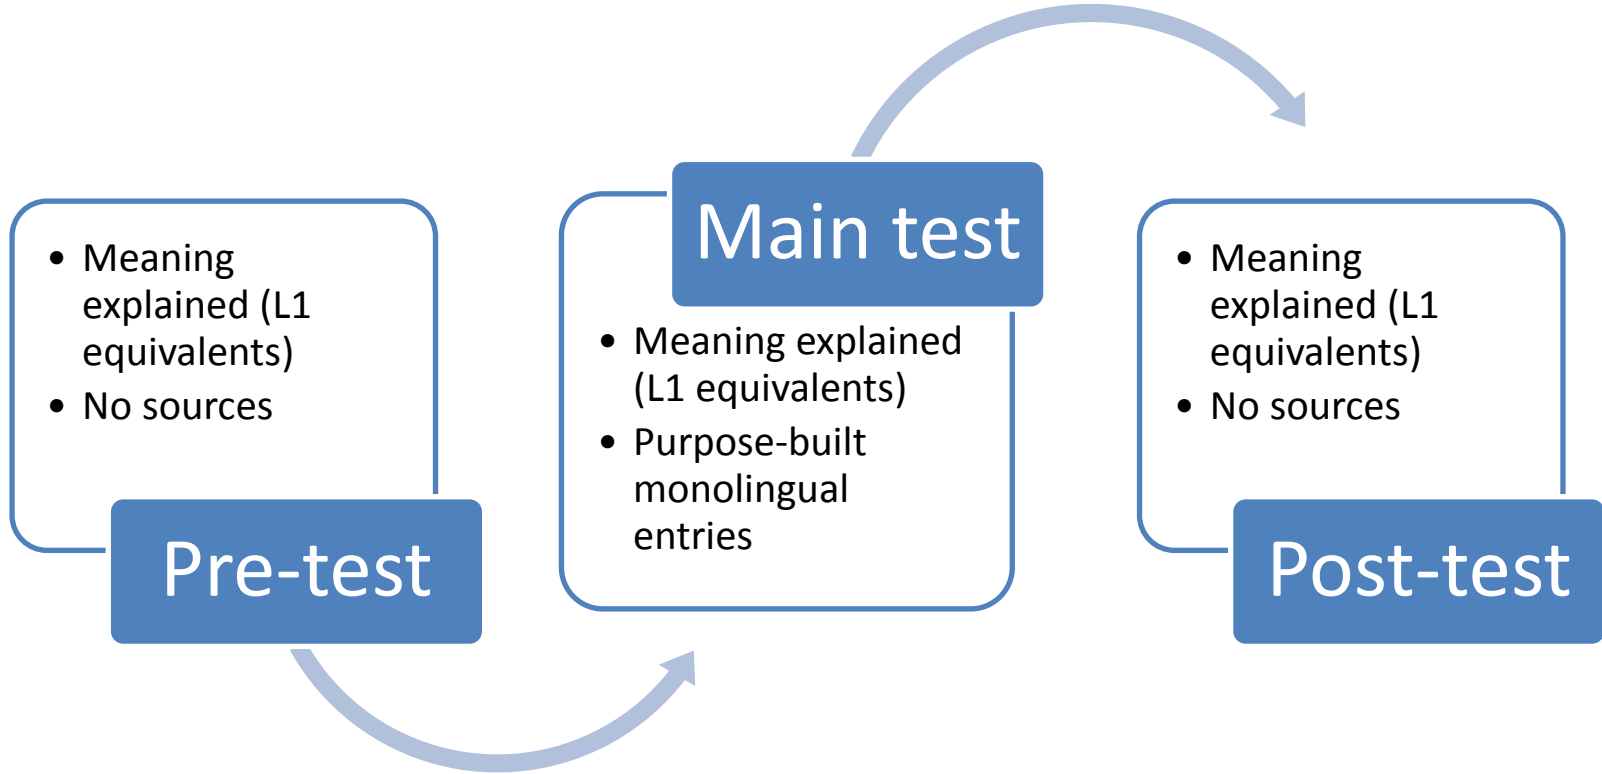 • Meaning
explained (L1
equivalents)
• No sources
Pre-test
Main test
• Meaning explained
(L1 equivalents)
• Purpose-built
monolingual
entries
• Meaning
explained (L1
equivalents)
• No sources
Post-test